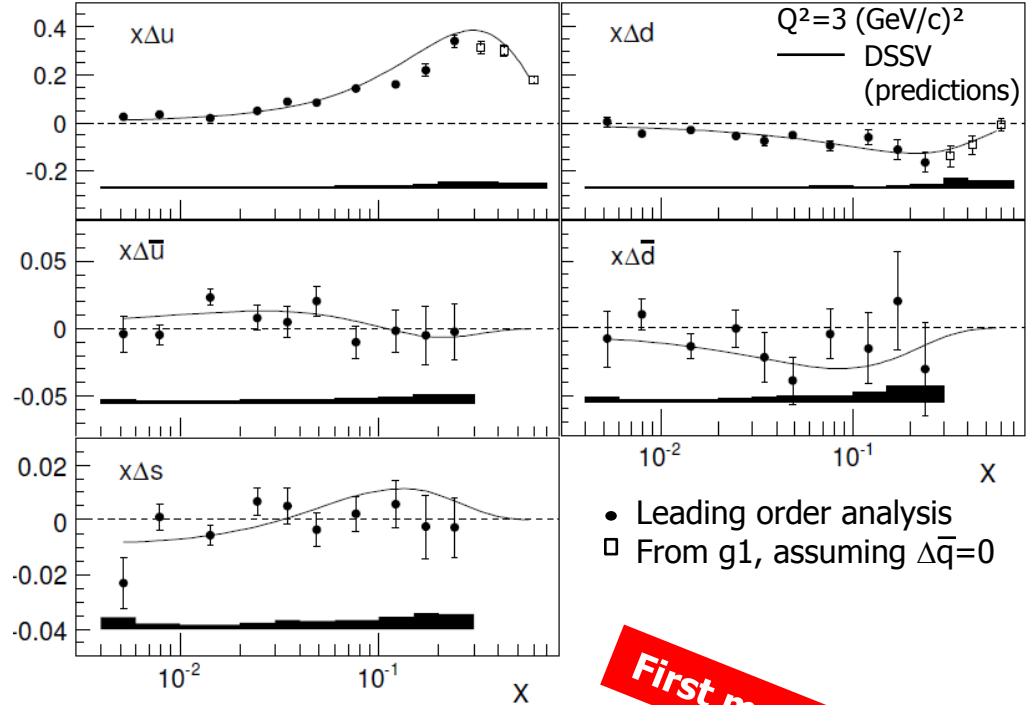 0.4
0.2
0
-0.2
xΔu
xΔd
Q²=3 (GeV/c)²
DSSV
(predictions)
0.05
0
-0.05
xΔu̅
xΔd̅
10⁻²
10⁻¹
X
0.02
0
-0.02
-0.04
xΔs
10⁻²
10⁻¹
X
● Leading order analysis
□ From g1, assuming Δq̅=0
First